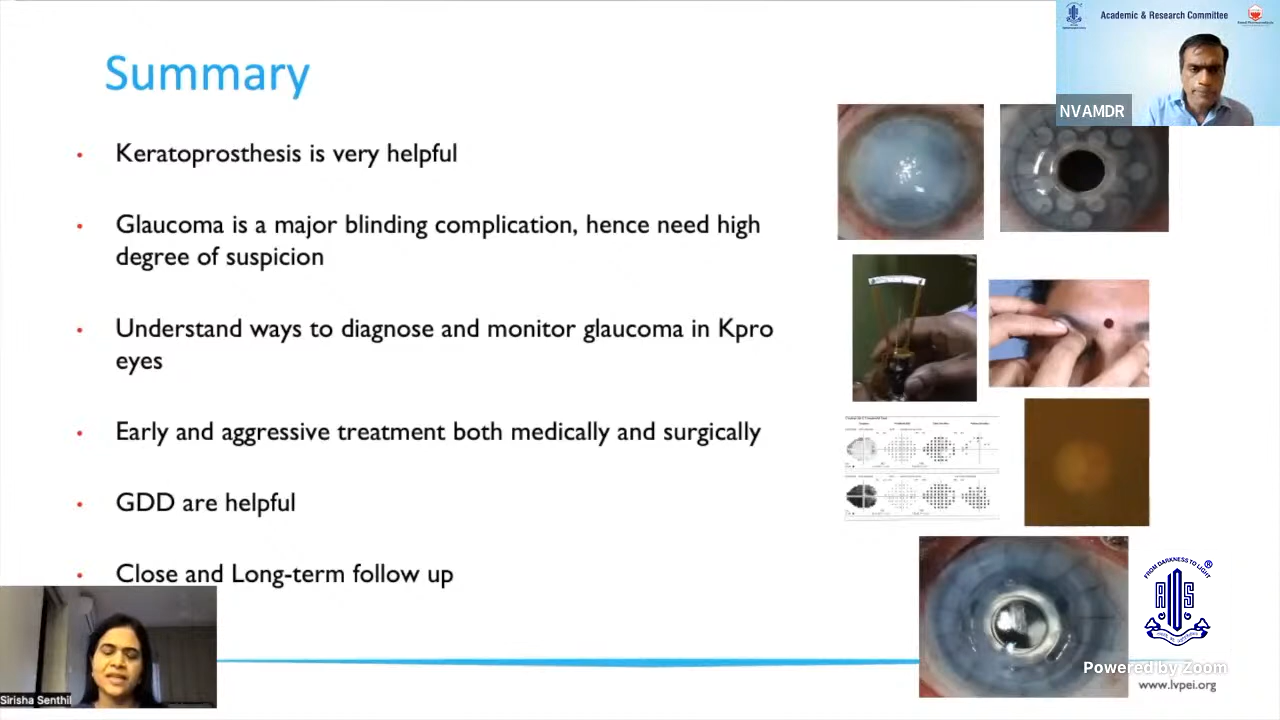 Academic & Research Committee
NVAMDR
Summary
Keratoprosthesis is very helpful
Glaucoma is a major blinding complication, hence need high
degree of suspicion
Understand ways to diagnose and monitor glaucoma in Kpro
eyes
Early and aggressive treatment both medically and surgically
GDD are helpful
Close and Long-term follow up
FROM DARKNESS TO LIGHT
Sirisha Senthil
Powered by Zoom
www.lvpei.org